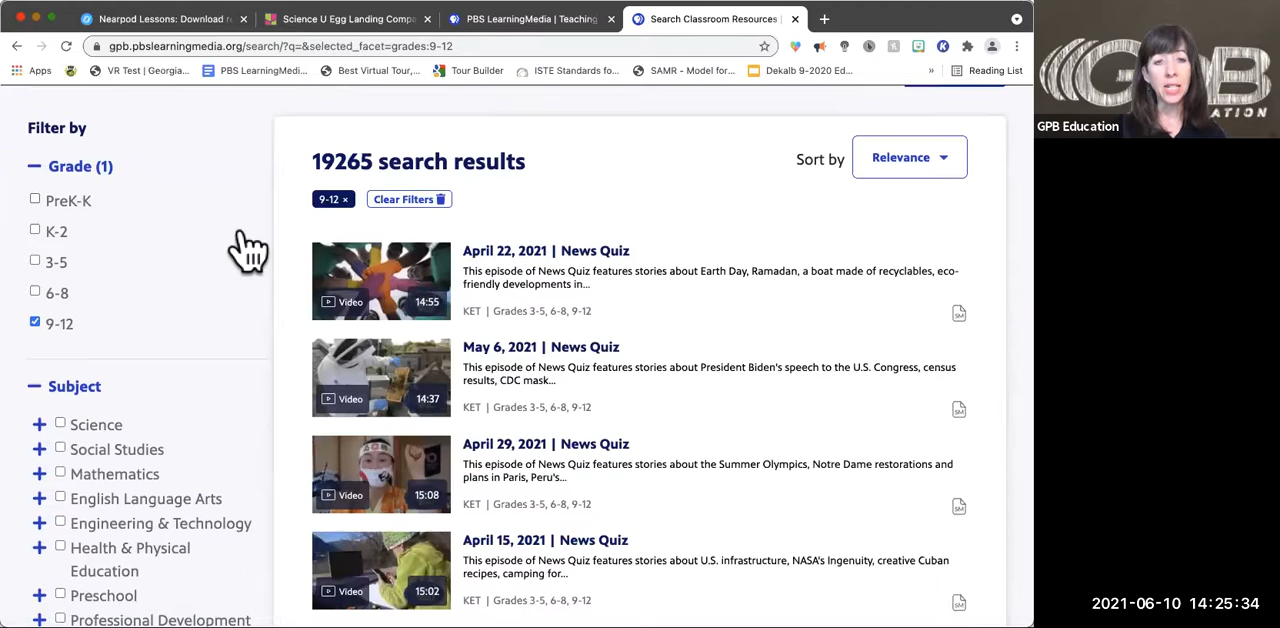 Nearpod Lessons: Download r
Science U Egg Landing Compa
PBS LearningMedia | Teaching
Search Classroom Resources |
gpb.pbslearningmedia.org/search/?q=&selected_facet=grades:9-12
Apps
VR Test | Georgia...
PBS LearningMedi...
Best Virtual Tour,...
Tour Builder
ISTE Standards fo...
SAMR - Model for...
Dekalb 9-2020 Ed...
»
Reading List
GPB
EDUCATION
GPB Education
Filter by
Grade (1)
PreK-K
K-2
3-5
6-8
9-12
Subject
Science
Social Studies
Mathematics
English Language Arts
Engineering & Technology
Health & Physical
Education
Preschool
Professional Development
19265 search results
Sort by
Relevance
9-12 ×
Clear Filters
April 22, 2021 | News Quiz
This episode of News Quiz features stories about Earth Day, Ramadan, a boat made of recyclables, eco-
friendly developments in...
Video 14:55
KET | Grades 3-5, 6-8, 9-12
SM
May 6, 2021 | News Quiz
This episode of News Quiz features stories about President Biden's speech to the U.S. Congress, census
results, CDC mask...
Video 14:37
KET | Grades 3-5, 6-8, 9-12
SM
April 29, 2021 | News Quiz
This episode of News Quiz features stories about the Summer Olympics, Notre Dame restorations and
plans in Paris, Peru's...
Video 15:08
KET | Grades 3-5, 6-8, 9-12
SM
April 15, 2021 | News Quiz
This episode of News Quiz features stories about U.S. infrastructure, NASA's Ingenuity, creative Cuban
recipes, camping for...
Video 15:02
KET | Grades 3-5, 6-8, 9-12
SM
2021-06-10 14:25:34